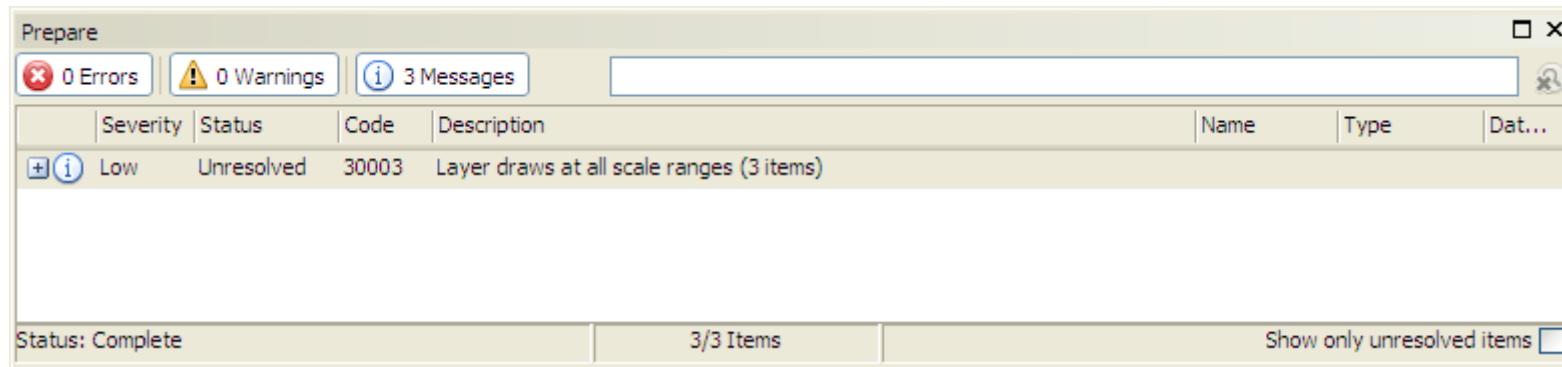 Prepare
0 Errors 0 Warnings 3 Messages
Severity Status Code Description Name Type Dat...
Low Unresolved 30003 Layer draws at all scale ranges (3 items)
Status: Complete 3/3 Items Show only unresolved items